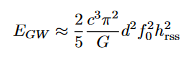 E_{GW} ≈ \frac{2}{5} \frac{c^3 π^2}{G} d^2 f_0^2 h_{rss}^2